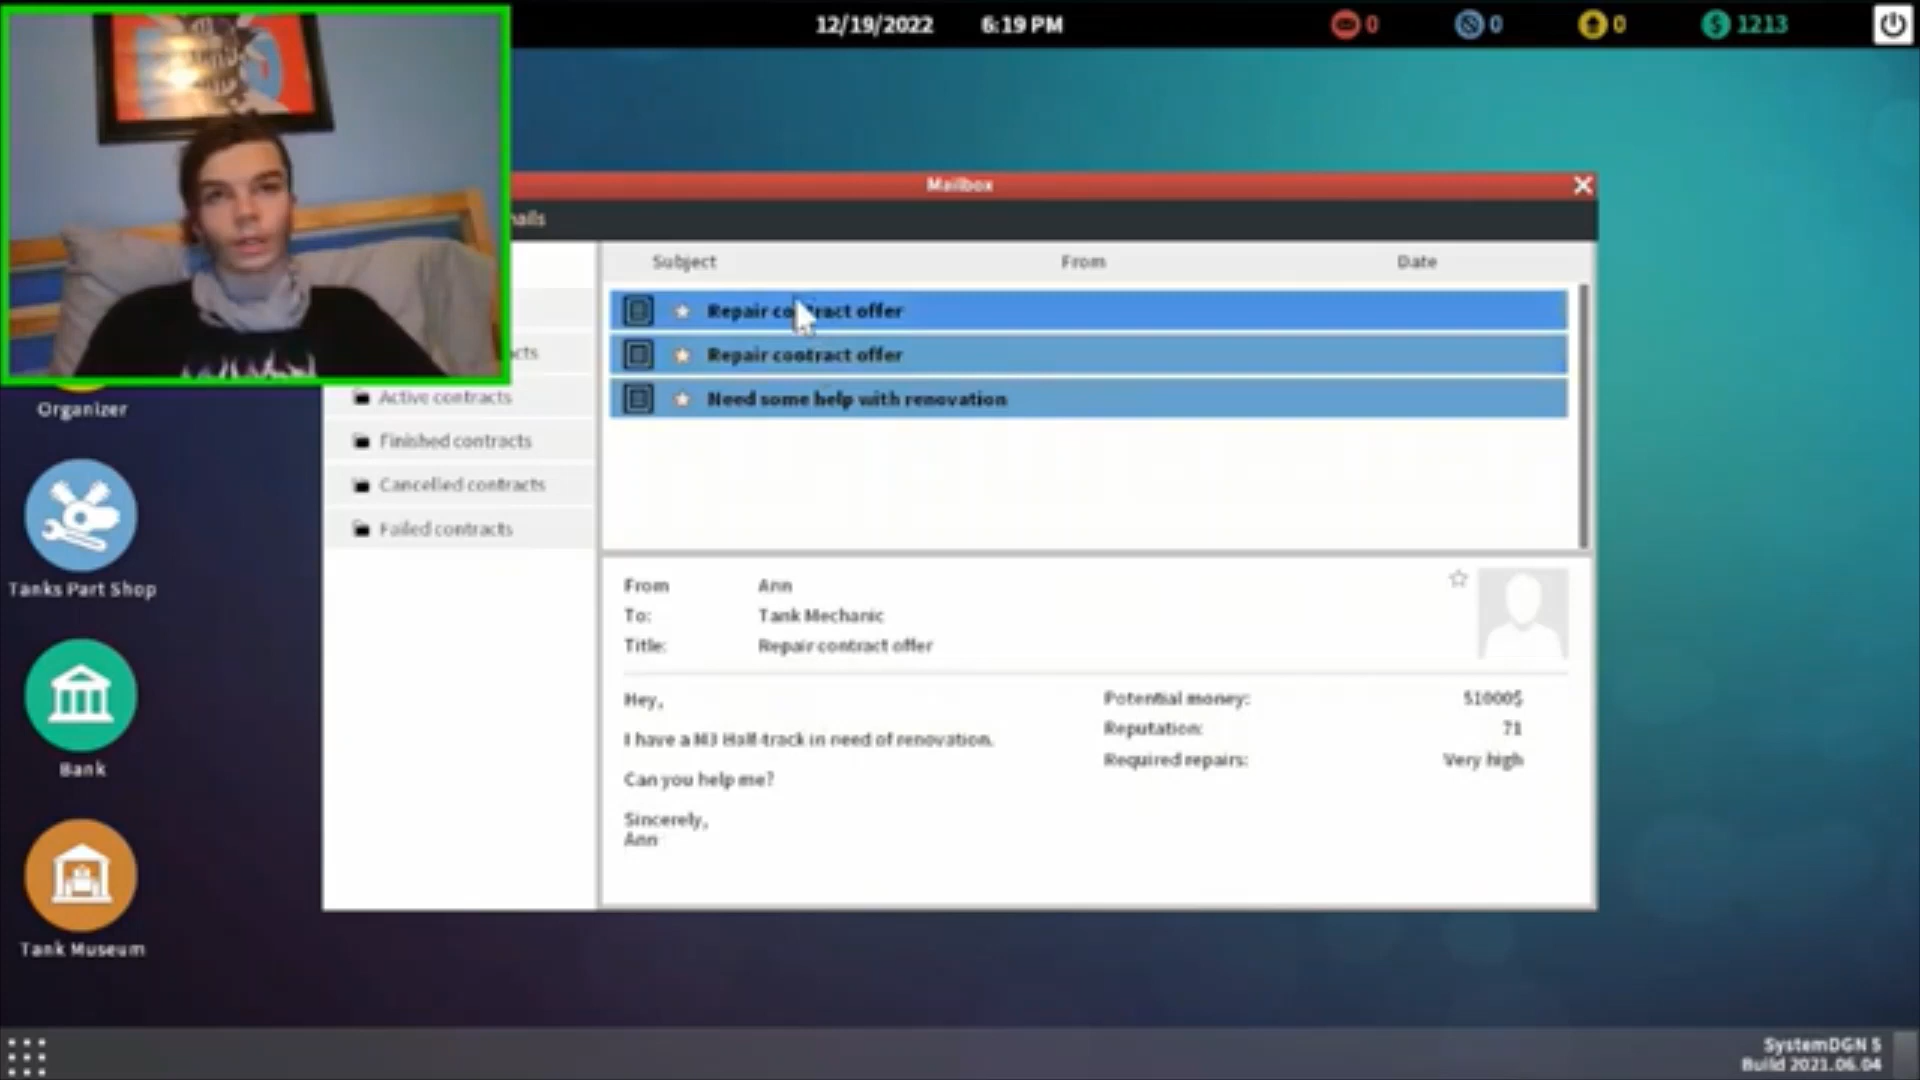 12/19/2022 6:19 PM 0 0 0 1213
Mailbox
Subject From Date
Repair contract offer
Repair contract offer
Need some help with renovation
Active contracts
Finished contracts
Cancelled contracts
Failed contracts
Organizer
Tanks Part Shop
Bank
Tank Museum
From Ann
To: Tank Mechanic
Title: Repair contract offer
Hey,
I have a M3 Half-track in need of renovation.
Can you help me?
Sincerely,
Ann
Potential money: 51000$
Reputation: 71
Required repairs: Very high
SystemDGN 5
Build 2021.06.04